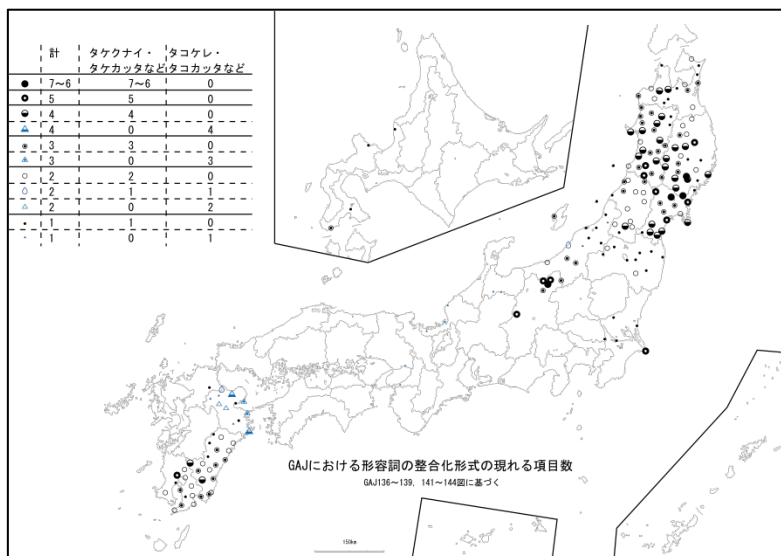 計 タケクナイ・ タコケレ・
タケカッタなど タコカッタなど
7～6 7～6 0
5 5 0
4 4 0
4 0 4
3 3 0
3 0 3
2 2 0
2 1 1
2 0 2
1 1 0
1 0 1
GAJにおける形容詞の整合化形式の現れる項目数
GAJ136～139, 141～144図に基づく
150km